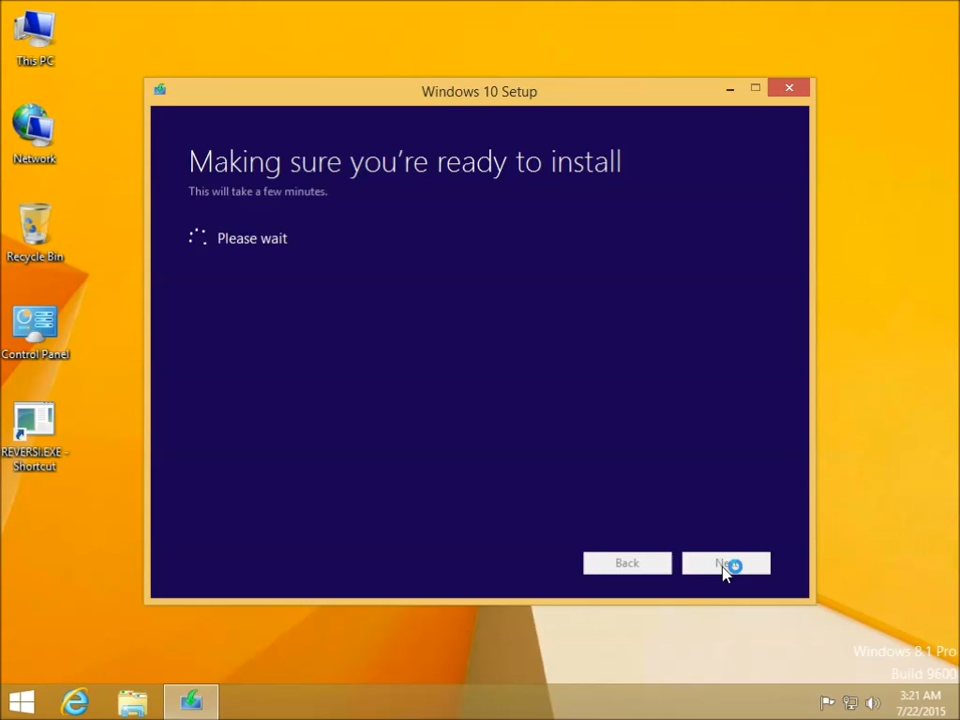 This PC
Network
Recycle Bin
Control Panel
REVERSI.EXE -
Shortcut
Windows 10 Setup
Making sure you're ready to install
This will take a few minutes.
Please wait
Back
Windows 8.1 Pro
Build 9600
3:21 AM
7/22/2015